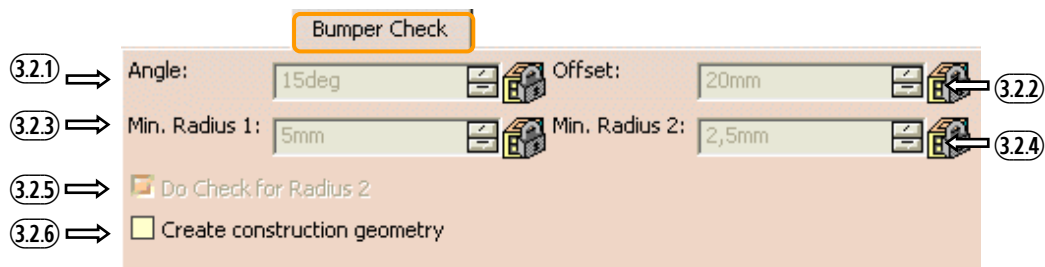 Bumper Check
3.2.1 Angle: 15deg Offset: 20mm 3.2.2
3.2.3 Min. Radius 1: 5mm Min. Radius 2: 2,5mm 3.2.4
3.2.5 Do Check for Radius 2
3.2.6 Create construction geometry